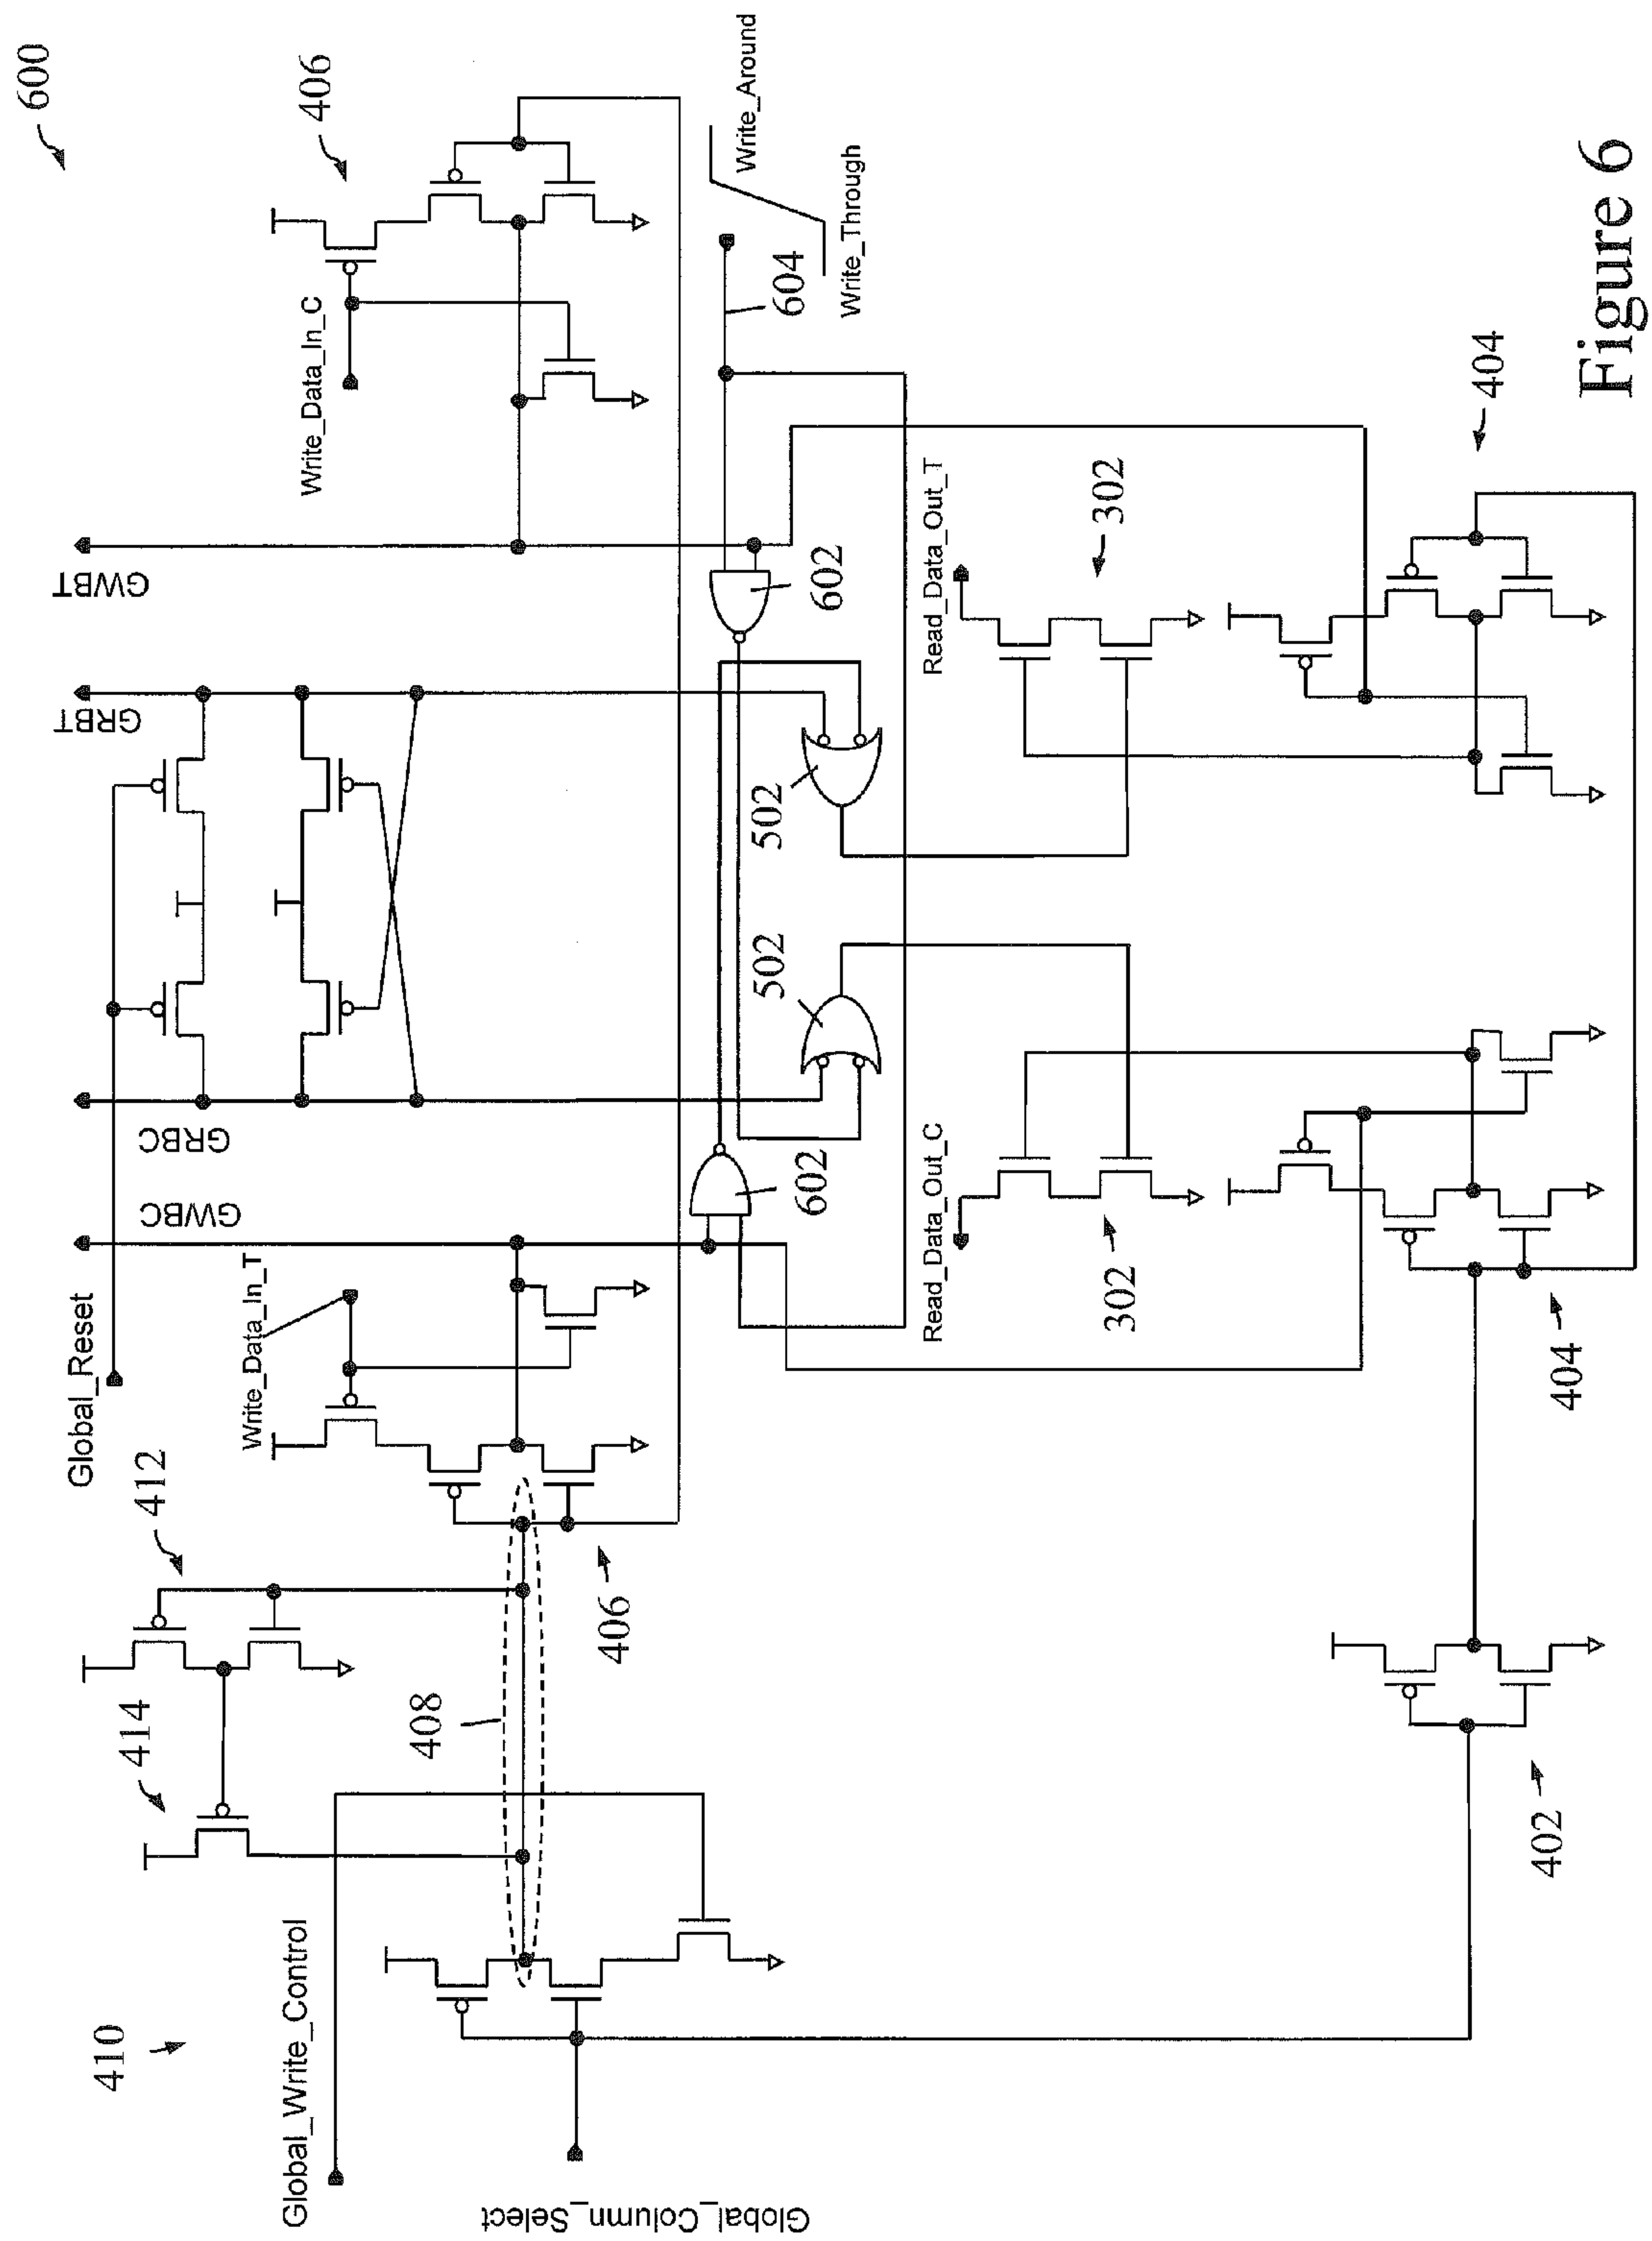 600
406
Write_Data_In_C
Write_Around
Write_Through
604
GWBT
602
GRBT
502
Read_Data_Out_T
302
404
Figure 6
502
GRBC
602
GWBC
Read_Data_Out_C
302
404
Global_Reset
Write_Data_In_T
412
406
414
408
402
410
Global_Write_Control
Global_Column_Select